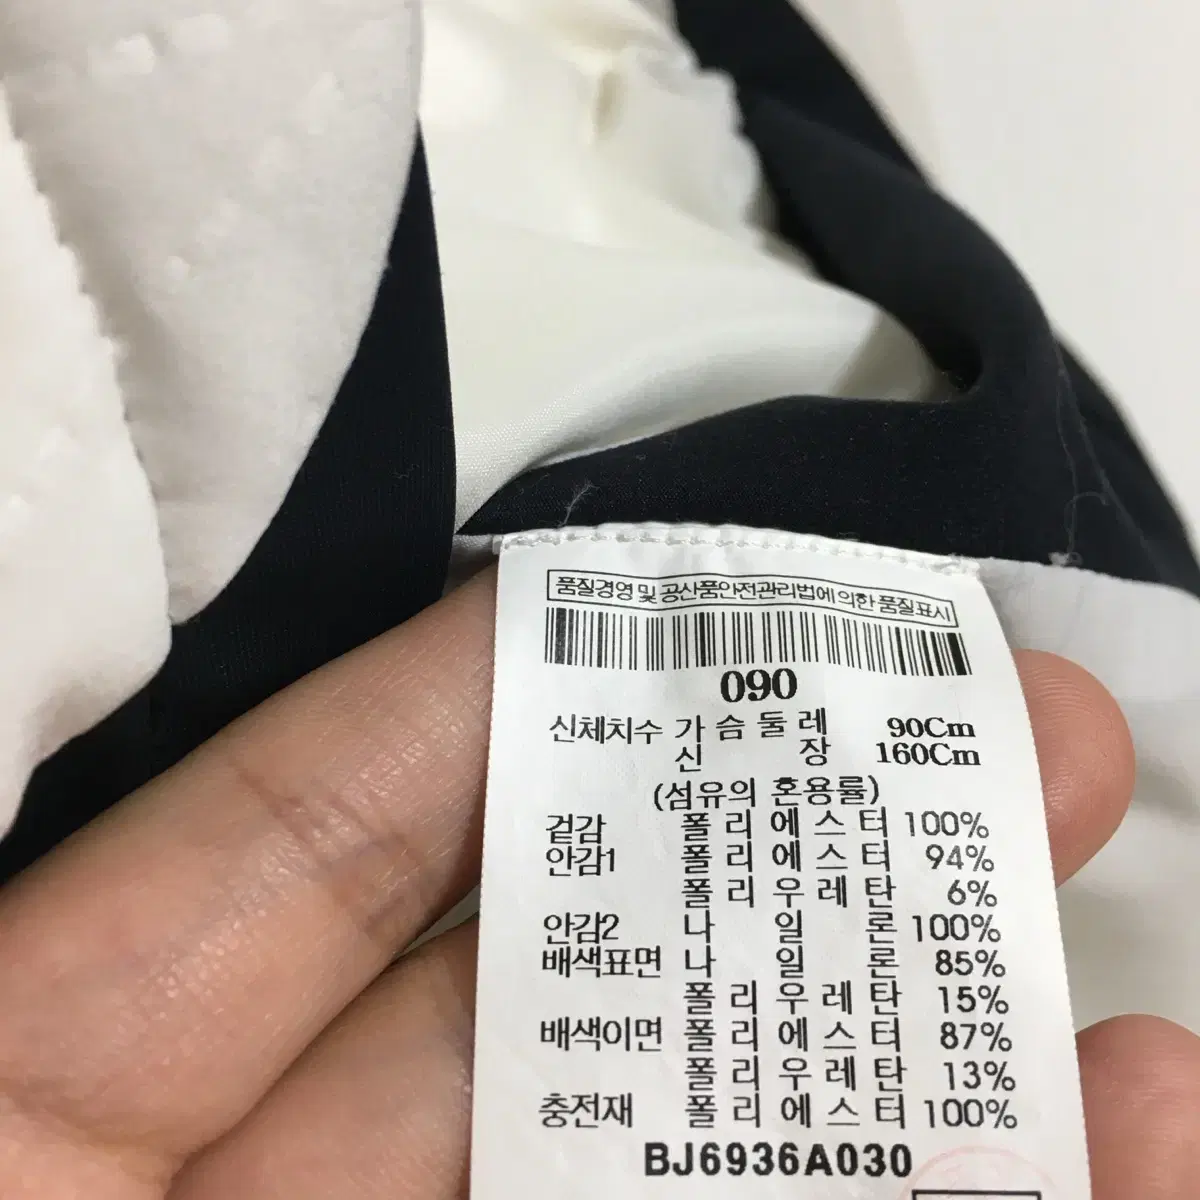 품질경영 및 공산품안전관리법에 의한 품질표시
090
신체치수 가 슴 둘 레 90Cm
신 장 160Cm
(섬유의 혼용률)
겉감 폴 리 에 스 터 100%
안감1 폴 리 에 스 터 94%
폴 리 우 레 탄 6%
안감2 나 일 론 100%
배색표면 나 일 론 85%
폴 리 우 레 탄 15%
배색이면 폴 리 에 스 터 87%
폴 리 우 레 탄 13%
충전재 폴 리 에 스 터 100%
BJ6936A030